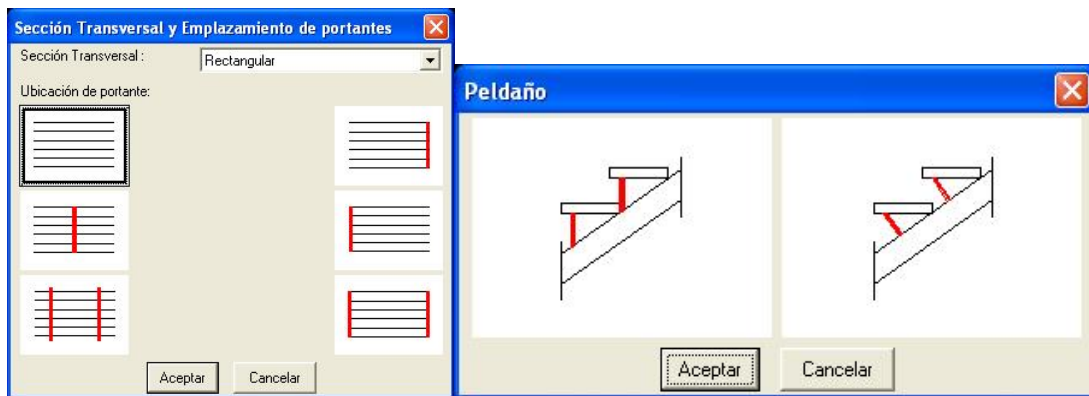 Sección Transversal y Emplazamiento de portantes
Sección Transversal :
Rectangular
Ubicación de portante:
Aceptar
Cancelar
Peldaño
Aceptar
Cancelar